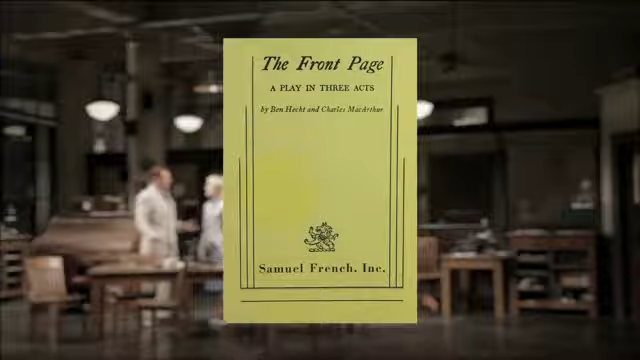 The Front Page
A PLAY IN THREE ACTS
by Ben Hecht and Charles MacArthur
Samuel French, Inc.